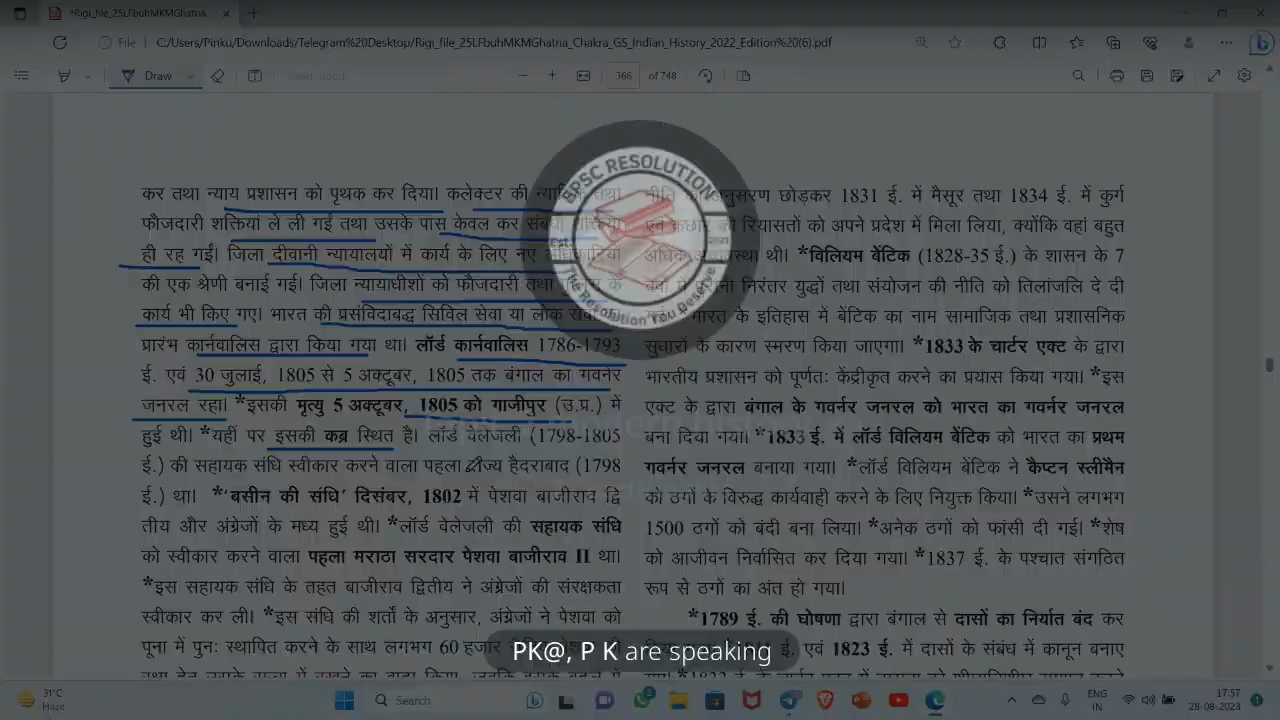 *Rigi_file_25LFbuhMKMGhatna_
File C:/Users/Pinku/Downloads/Telegram%20Desktop/Rigi_file_25LFbuhMKMGhatna_Chakra_GS_Indian_History_2022_Edition%20(6).pdf
Draw Read aloud 366 of 748
कर तथा न्याय प्रशासन को पृथक कर दिया। कलेक्टर की तथा
फौजदारी शक्तियां ले ली गईं तथा उसके पास केवल कर संबंधी
ही रह गईं। जिला दीवानी न्यायालयों में कार्य के लिए नए
की एक श्रेणी बनाई गई। जिला न्यायाधीशों को फौजदारी तथा के
कार्य भी किए गए। भारत की प्रसंविदाबद्ध सिविल सेवा या लोक
प्रारंभ कार्नवालिस द्वारा किया गया था। लॉर्ड कार्नवालिस 1786-1793
ई. एवं 30 जुलाई, 1805 से 5 अक्टूबर, 1805 तक बंगाल का गवर्नर
जनरल रहा। *इसकी मृत्यु 5 अक्टूबर, 1805 को गाजीपुर (उ.प्र.) में
हुई थी। *यहीं पर इसकी कब्र स्थित है। लॉर्ड वेलेजली (1798-1805
ई.) की सहायक संधि स्वीकार करने वाला पहला राज्य हैदराबाद (1798
ई.) था। *'बसीन की संधि' दिसंबर, 1802 में पेशवा बाजीराव द्वि
तीय और अंग्रेजों के मध्य हुई थी। *लॉर्ड वेलेजली की सहायक संधि
को स्वीकार करने वाला पहला मराठा सरदार पेशवा बाजीराव II था।
*इस सहायक संधि के तहत बाजीराव द्वितीय ने अंग्रेजों की संरक्षकता
स्वीकार कर ली। *इस संधि की शर्तों के अनुसार, अंग्रेजों ने पेशवा को
पूना में पुनः स्थापित करने के साथ लगभग 60 हजार
अनुसरण छोड़कर 1831 ई. में मैसूर तथा 1834 ई. में कुर्ग
एवं कछार की रियासतों को अपने प्रदेश में मिला लिया, क्योंकि वहां बहुत
अधिक थी। *विलियम बेंटिक (1828-35 ई.) के शासन के 7
निरंतर युद्धों तथा संयोजन की नीति को तिलांजलि दे दी
भारत के इतिहास में बेंटिक का नाम सामाजिक तथा प्रशासनिक
सुधारों के कारण स्मरण किया जाएगा। *1833 के चार्टर एक्ट के द्वारा
भारतीय प्रशासन को पूर्णतः केंद्रीकृत करने का प्रयास किया गया। *इस
एक्ट के द्वारा बंगाल के गवर्नर जनरल को भारत का गवर्नर जनरल
बना दिया गया। *1833 ई. में लॉर्ड विलियम बेंटिक को भारत का प्रथम
गवर्नर जनरल बनाया गया। *लॉर्ड विलियम बेंटिक ने कैप्टन स्लीमैन
को ठगों के विरुद्ध कार्यवाही करने के लिए नियुक्त किया। *उसने लगभग
1500 ठगों को बंदी बना लिया। *अनेक ठगों को फांसी दी गई। *शेष
को आजीवन निर्वासित कर दिया गया। *1837 ई. के पश्चात संगठित
रूप से ठगों का अंत हो गया।
*1789 ई. की घोषणा द्वारा बंगाल से दासों का निर्यात बंद कर
ई. एवं 1823 ई. में दासों के संबंध में कानून बनाए
BPSC RESOLUTION
The Resolution You Deserve
PK@, P K are speaking
31°C
Haze
Search
ENG
IN
17:57
28-08-2023